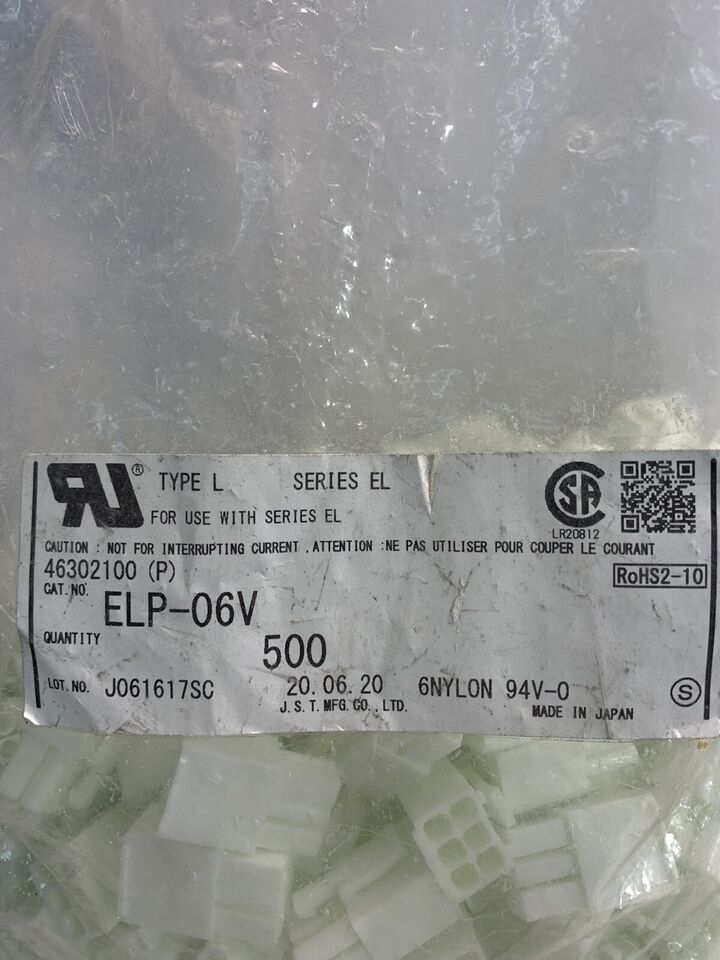 RU® TYPE L SERIES EL
FOR USE WITH SERIES EL
SA
LR20812
CAUTION : NOT FOR INTERRUPTING CURRENT . ATTENTION :NE PAS UTILISER POUR COUPER LE COURANT
46302100 (P)
RoHS2-10
CAT. NO. ELP-06V
QUANTITY 500
LOT. NO. J061617SC 20. 06. 20 6NYLON 94V-0 S
J. S. T. MFG. CO. , LTD. MADE IN JAPAN